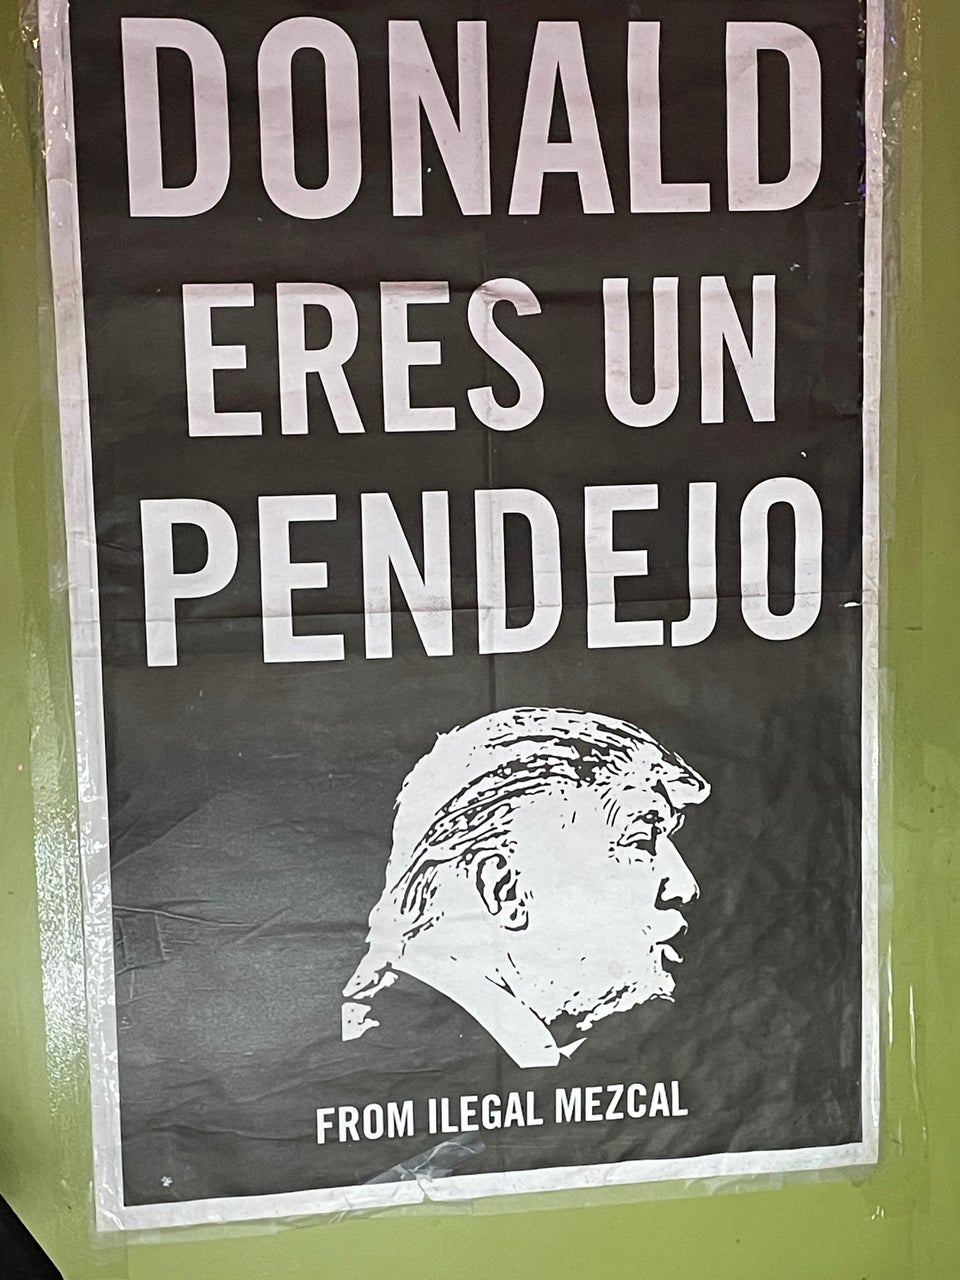 DONALD
ERES UN
PENDEJO
FROM ILEGAL MEZCAL